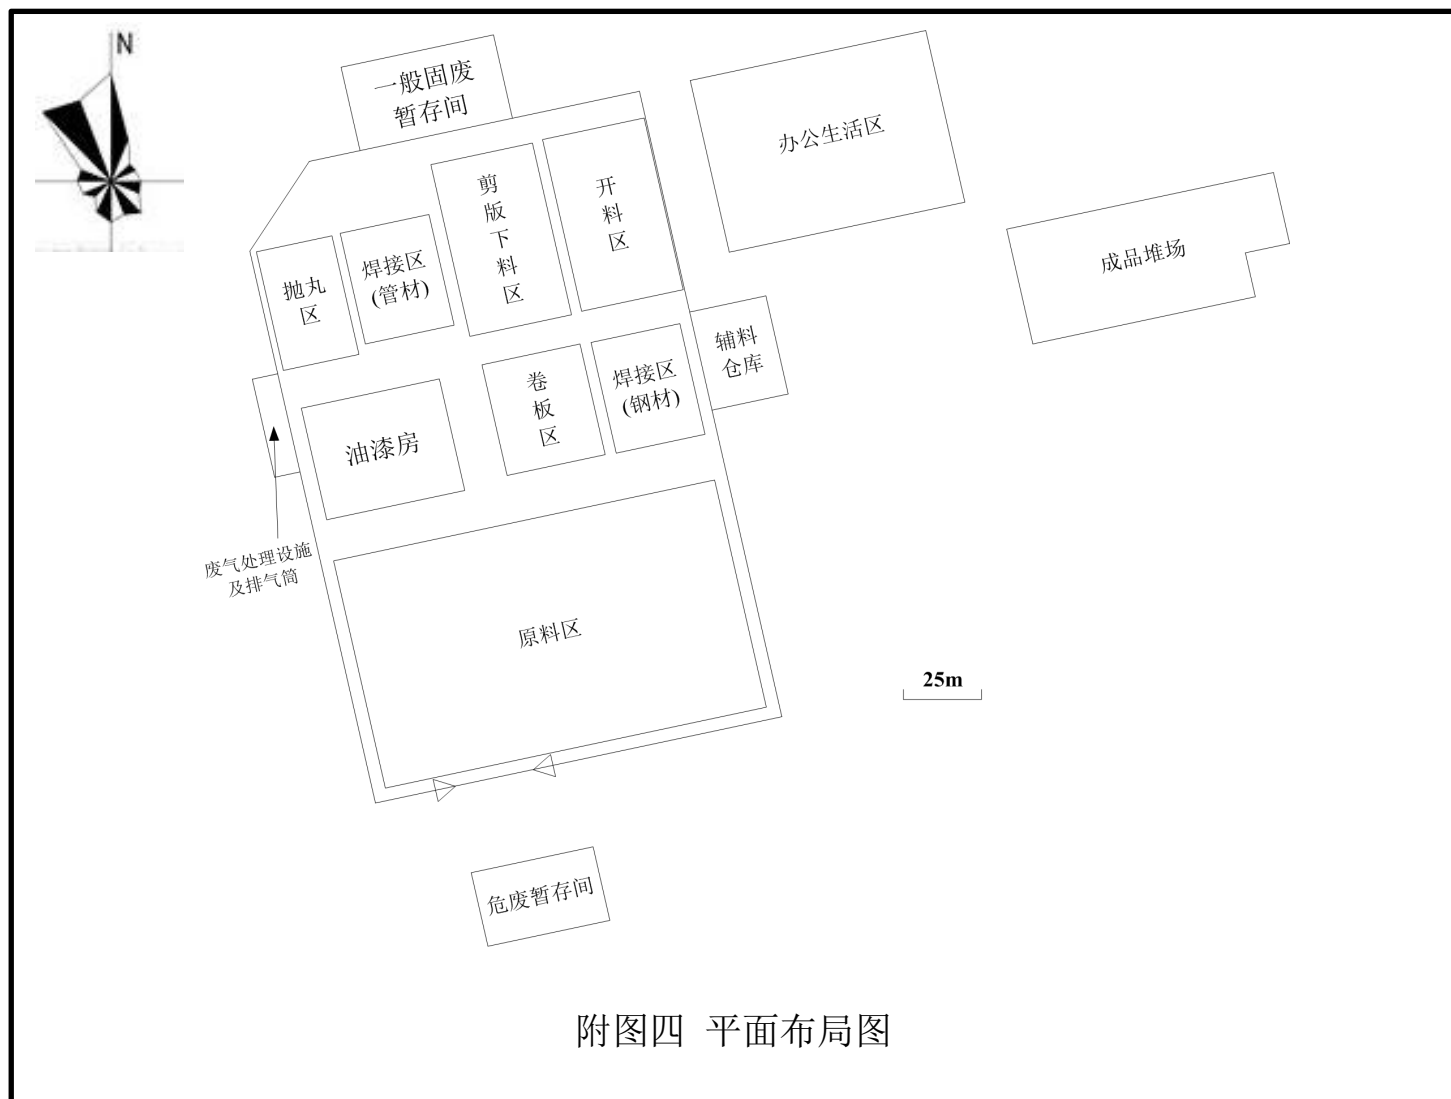 N
一般固废
暂存间
办公生活区
剪
版
下
料
区
开
料
区
成品堆场
焊接区
(管材)
抛丸
区
辅料
仓库
卷
板
区
焊接区
(钢材)
油漆房
废气处理设施
及排气筒
原料区
25m
危废暂存间
附图四 平面布局图